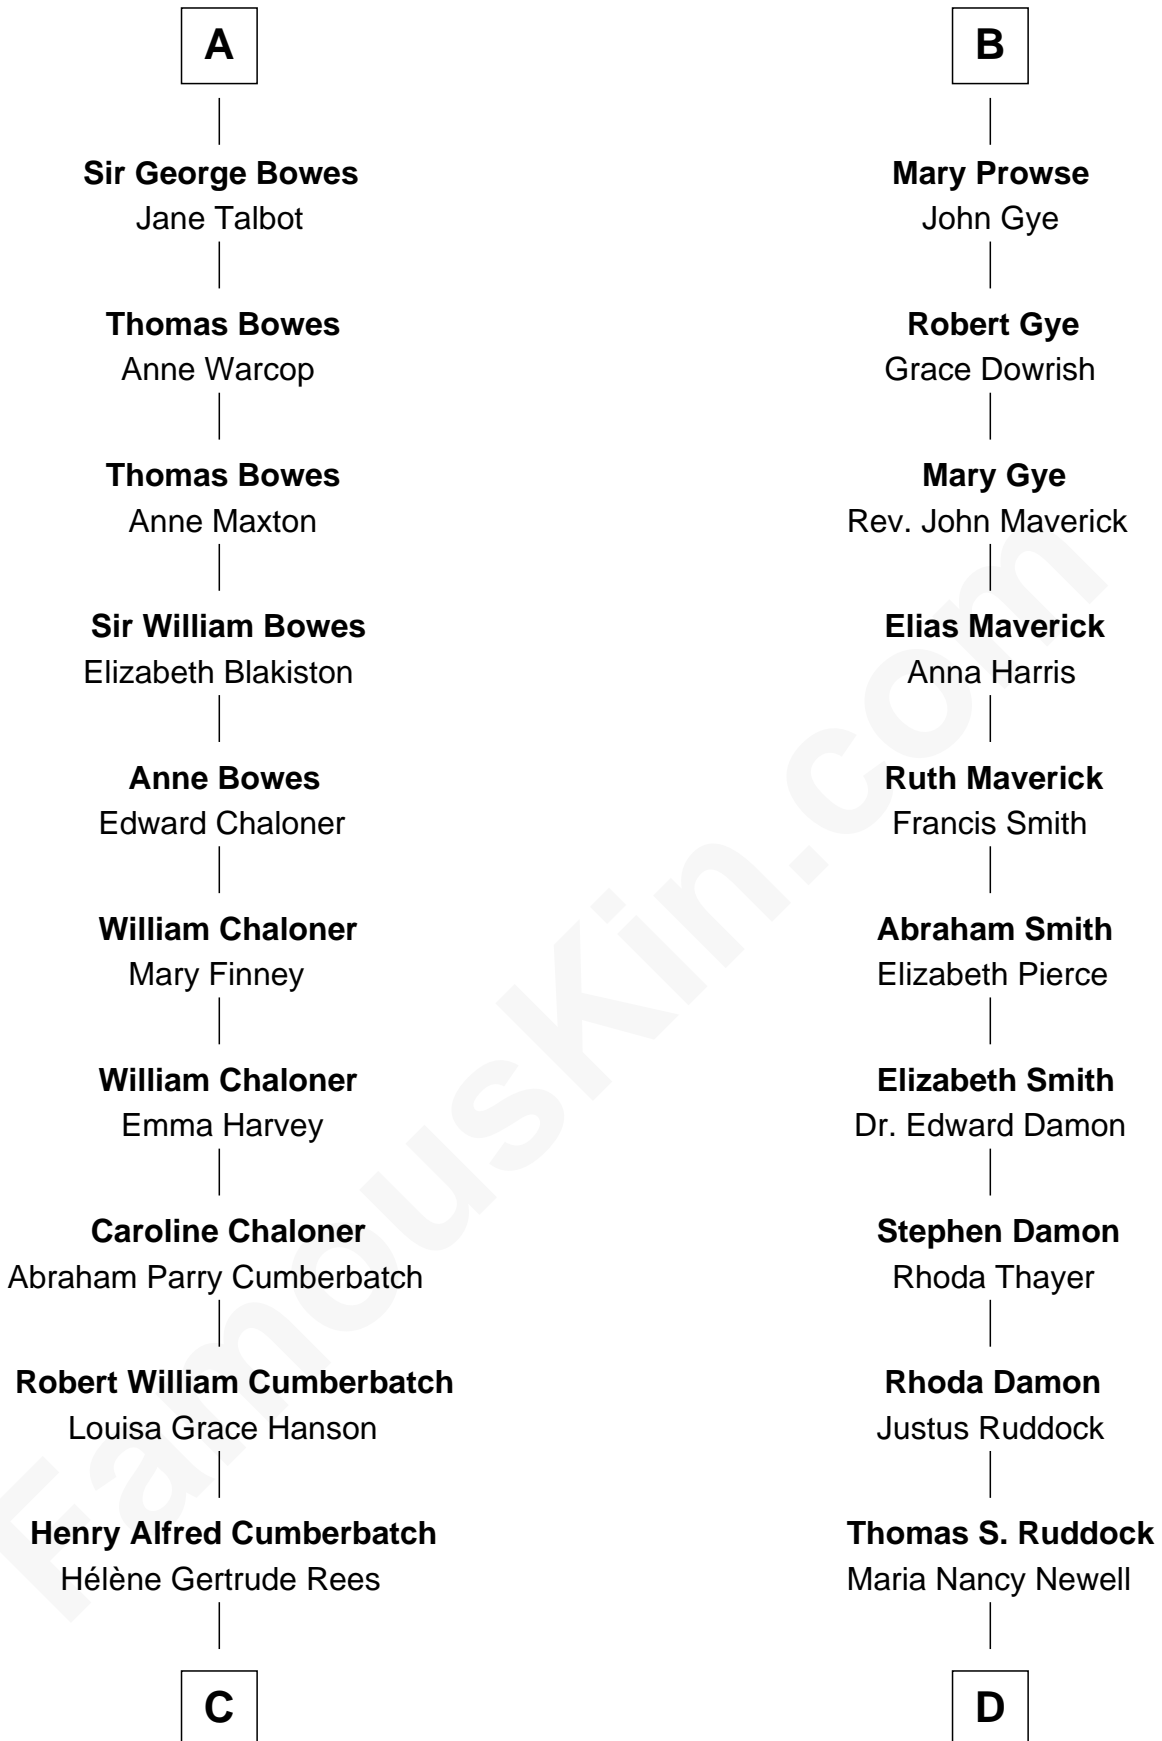 A
Sir George Bowes
Jane Talbot
Thomas Bowes
Anne Warcop
Thomas Bowes
Anne Maxton
Sir William Bowes
Elizabeth Blakiston
Anne Bowes
Edward Chaloner
William Chaloner
Mary Finney
William Chaloner
Emma Harvey
Caroline Chaloner
Abraham Parry Cumberbatch
Robert William Cumberbatch
Louisa Grace Hanson
Henry Alfred Cumberbatch
Hélène Gertrude Rees
C
B
Mary Prowse
John Gye
Robert Gye
Grace Dowrish
Mary Gye
Rev. John Maverick
Elias Maverick
Anna Harris
Ruth Maverick
Francis Smith
Abraham Smith
Elizabeth Pierce
Elizabeth Smith
Dr. Edward Damon
Stephen Damon
Rhoda Thayer
Rhoda Damon
Justus Ruddock
Thomas S. Ruddock
Maria Nancy Newell
D
FamousKin.com